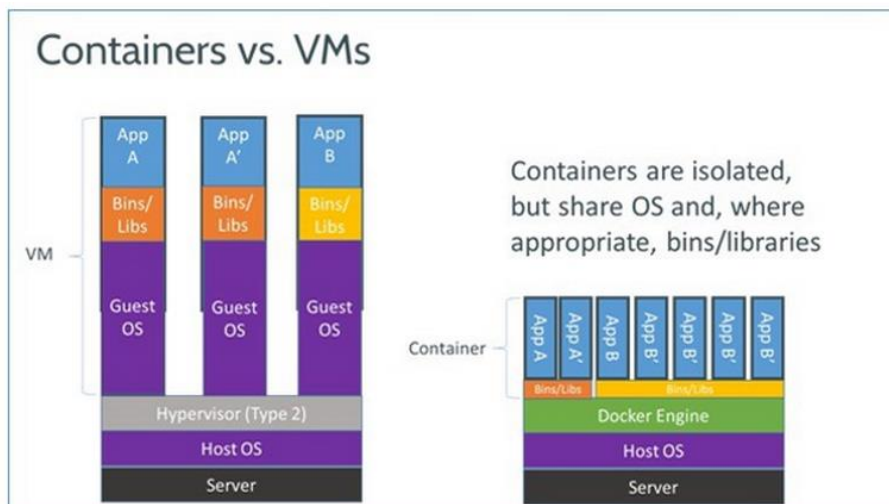 Containers vs. VMs
App
A
App
A’
App
B
Bins/
Libs
Bins/
Libs
Bins/
Libs
VM
Guest
OS
Guest
OS
Guest
OS
Hypervisor (Type 2)
Host OS
Server
Containers are isolated,
but share OS and, where
appropriate, bins/libraries
Container
App A
App A’
App B
App B’
App B’
App B’
App B’
Bins/Libs
Bins/Libs
Docker Engine
Host OS
Server